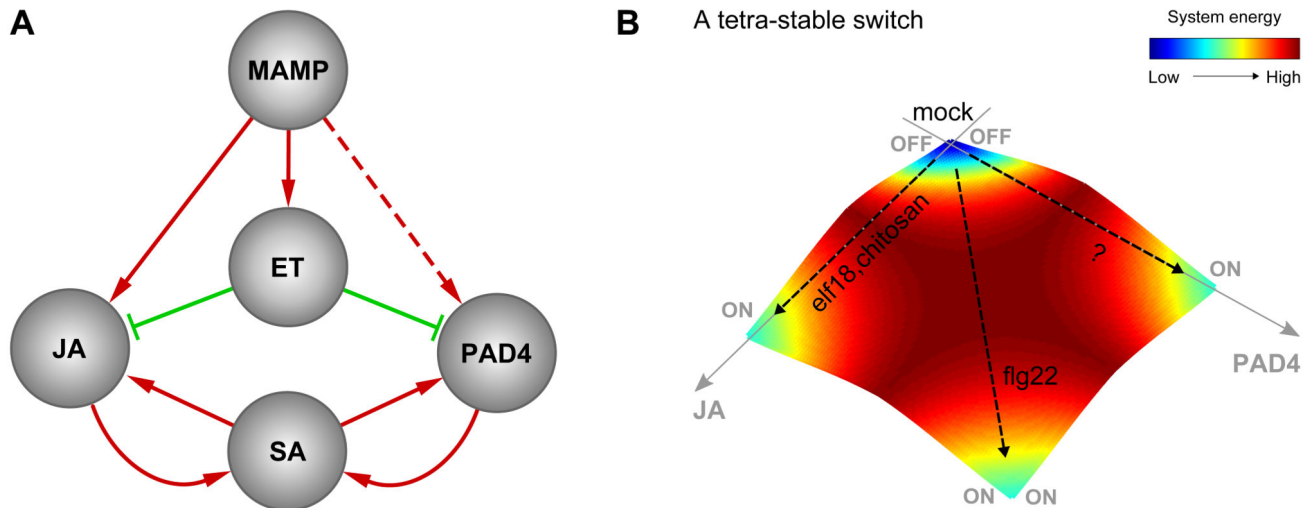 A
MAMP
ET
JA
PAD4
SA
B
A tetra-stable switch
System energy
Low
High
mock
OFF
OFF
elf18,chitosan
?
ON
ON
flg22
JA
PAD4
ON
ON